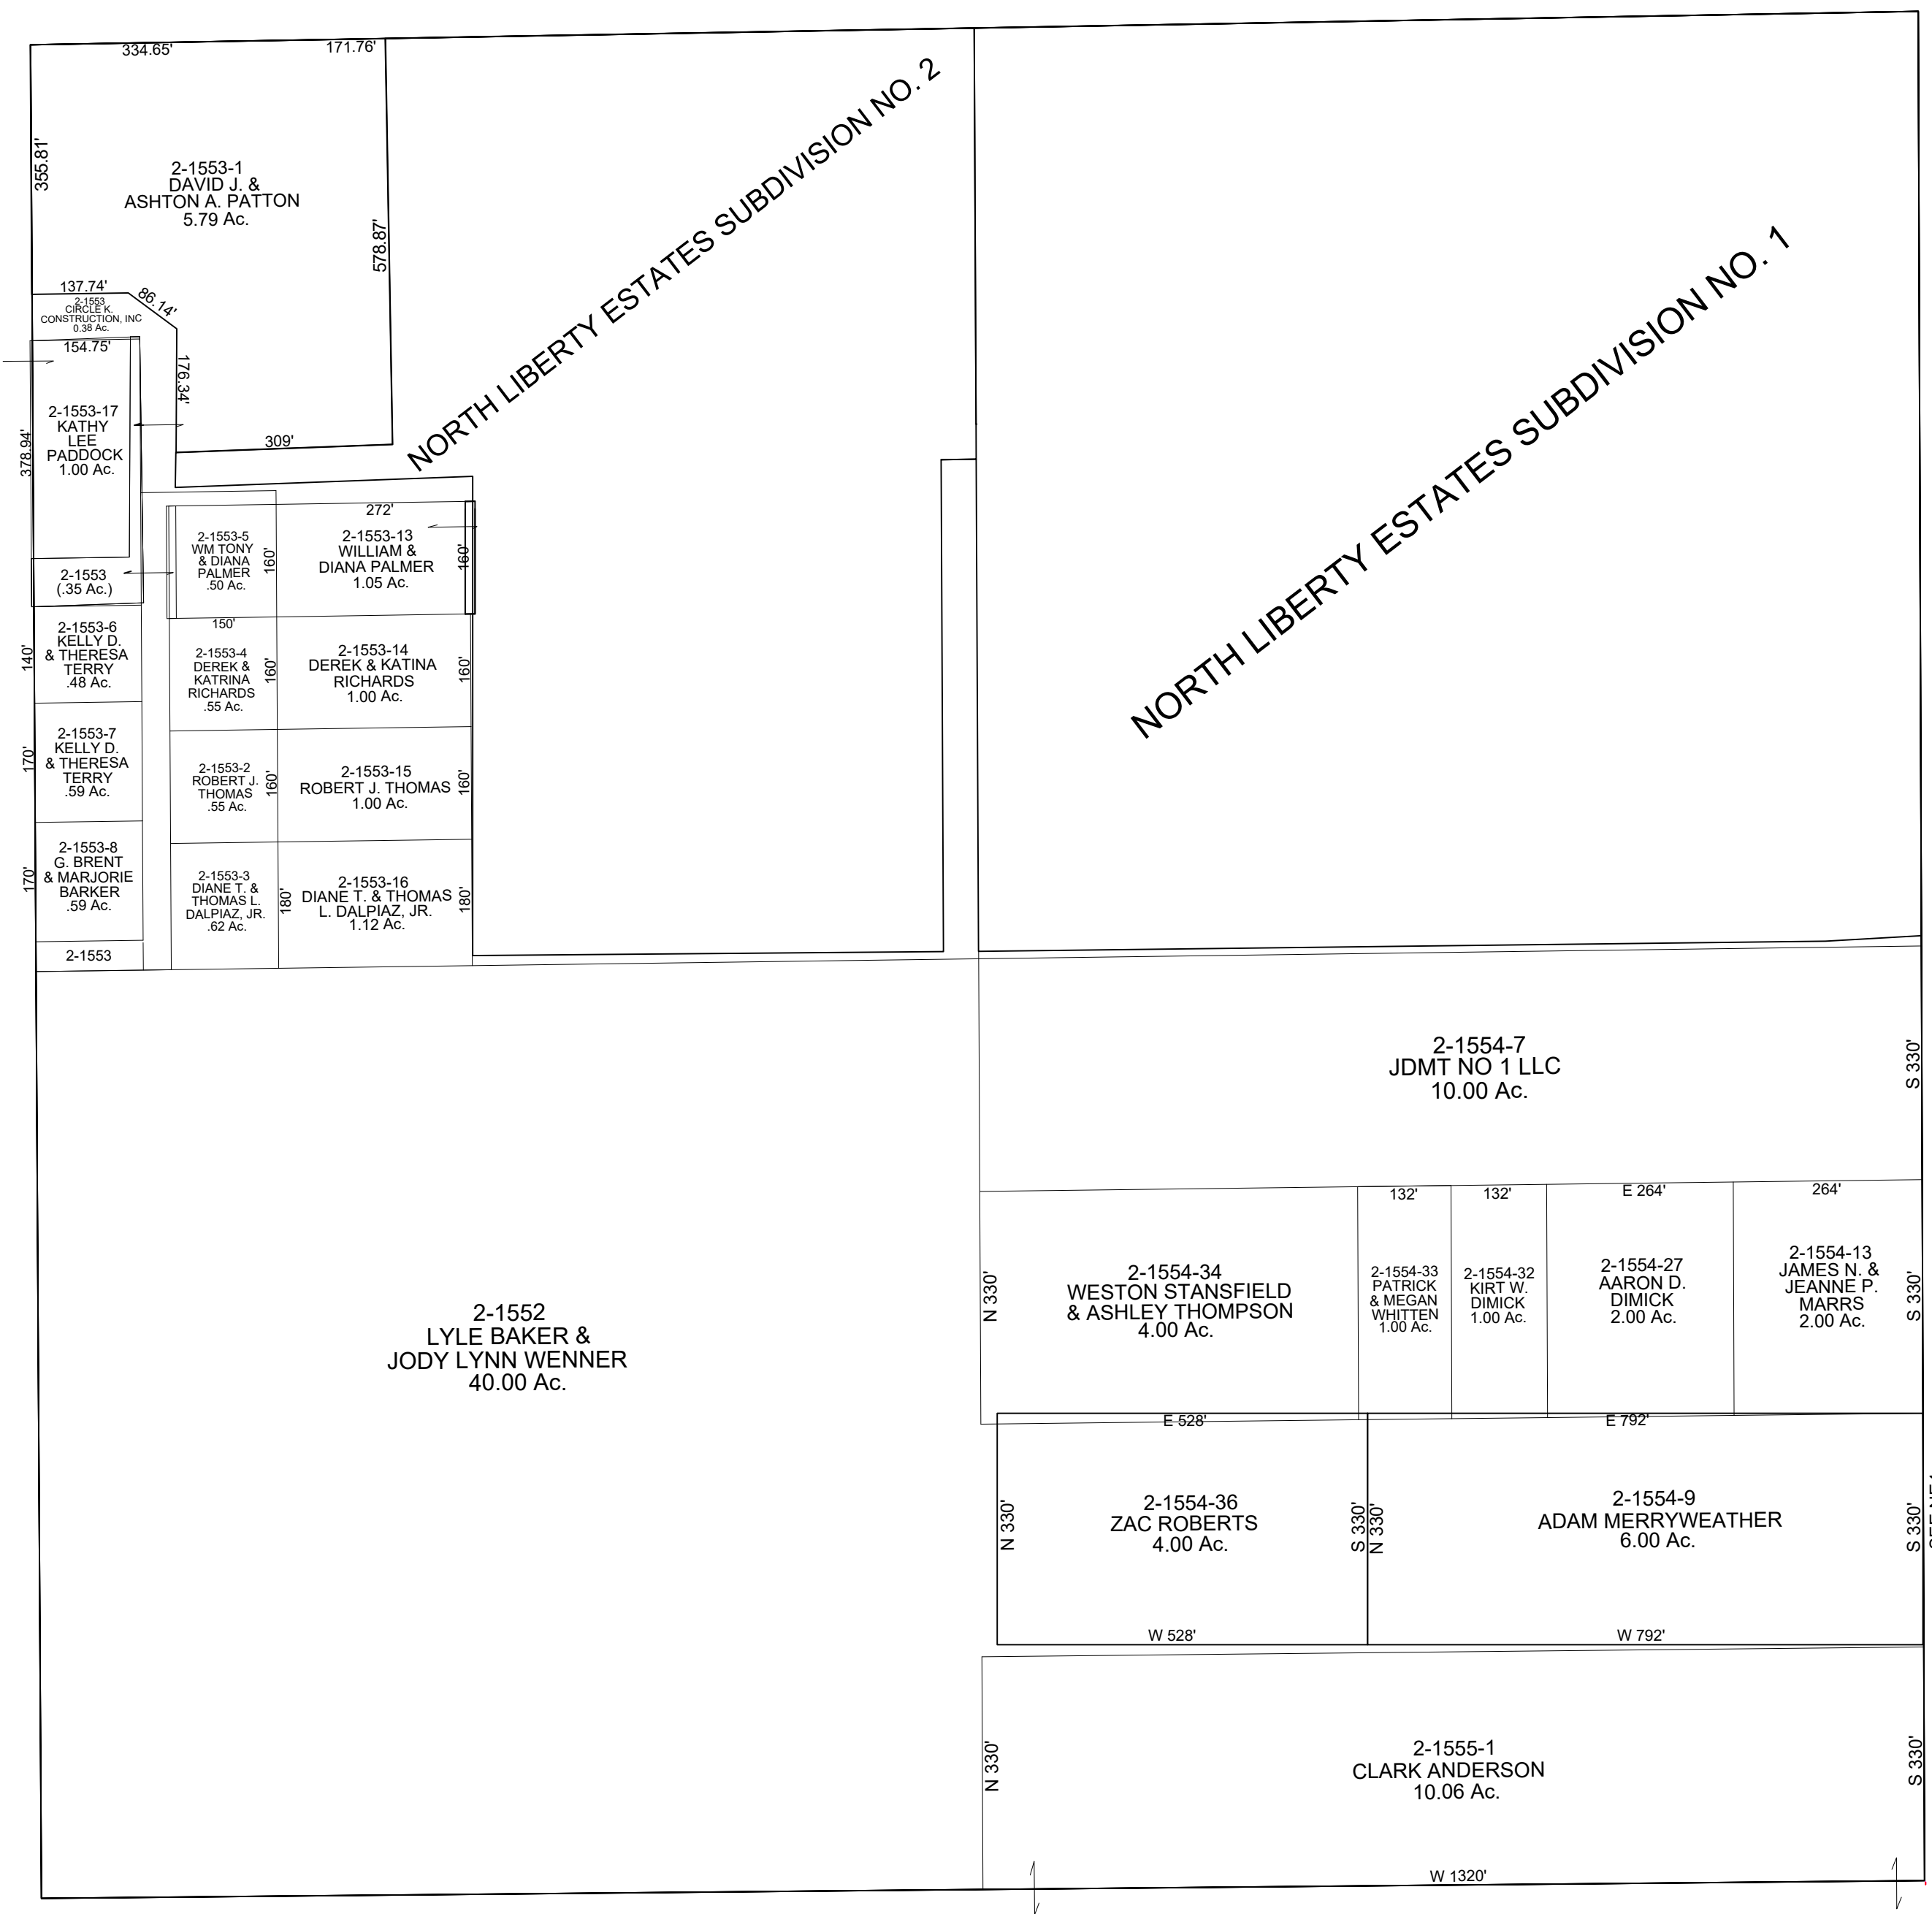 334.65'
171.76'
355.81'
2-1553-1
DAVID J. &
ASHTON A. PATTON
5.79 Ac.
578.87'
NORTH LIBERTY ESTATES SUBDIVISION NO. 2
NORTH LIBERTY ESTATES SUBDIVISION NO. 1
137.74'
86.14'
2-1553
CIRCLE K.
CONSTRUCTION, INC
0.38 Ac.
154.75'
176.34'
2-1553-17
KATHY
LEE
PADDOCK
1.00 Ac.
378.94'
309'
2-1553
(.35 Ac.)
2-1553-5
WM TONY
& DIANA
PALMER
.50 Ac.
160'
272'
2-1553-13
WILLIAM &
DIANA PALMER
1.05 Ac.
160'
140'
2-1553-6
KELLY D.
& THERESA
TERRY
.48 Ac.
150'
2-1553-4
DEREK &
KATRINA
RICHARDS
.55 Ac.
160'
2-1553-14
DEREK & KATINA
RICHARDS
1.00 Ac.
160'
170'
2-1553-7
KELLY D.
& THERESA
TERRY
.59 Ac.
2-1553-2
ROBERT J.
THOMAS
.55 Ac.
160'
2-1553-15
ROBERT J. THOMAS
1.00 Ac.
160'
170'
2-1553-8
G. BRENT
& MARJORIE
BARKER
.59 Ac.
2-1553-3
DIANE T. &
THOMAS L.
DALPIAZ, JR.
.62 Ac.
180'
2-1553-16
DIANE T. & THOMAS
L. DALPIAZ, JR.
1.12 Ac.
180'
2-1553
2-1554-7
JDMT NO 1 LLC
10.00 Ac.
S 330'
2-1552
LYLE BAKER &
JODY LYNN WENNER
40.00 Ac.
N 330'
2-1554-34
WESTON STANSFIELD
& ASHLEY THOMPSON
4.00 Ac.
132'
2-1554-33
PATRICK
& MEGAN
WHITTEN
1.00 Ac.
132'
2-1554-32
KIRT W.
DIMICK
1.00 Ac.
E 264'
2-1554-27
AARON D.
DIMICK
2.00 Ac.
264'
2-1554-13
JAMES N. &
JEANNE P.
MARRS
2.00 Ac.
S 330'
E 528'
E 792'
N 330'
2-1554-36
ZAC ROBERTS
4.00 Ac.
S 330'
N 330'
2-1554-9
ADAM MERRYWEATHER
6.00 Ac.
S 330'
W 528'
W 792'
N 330'
2-1555-1
CLARK ANDERSON
10.06 Ac.
S 330'
W 1320'